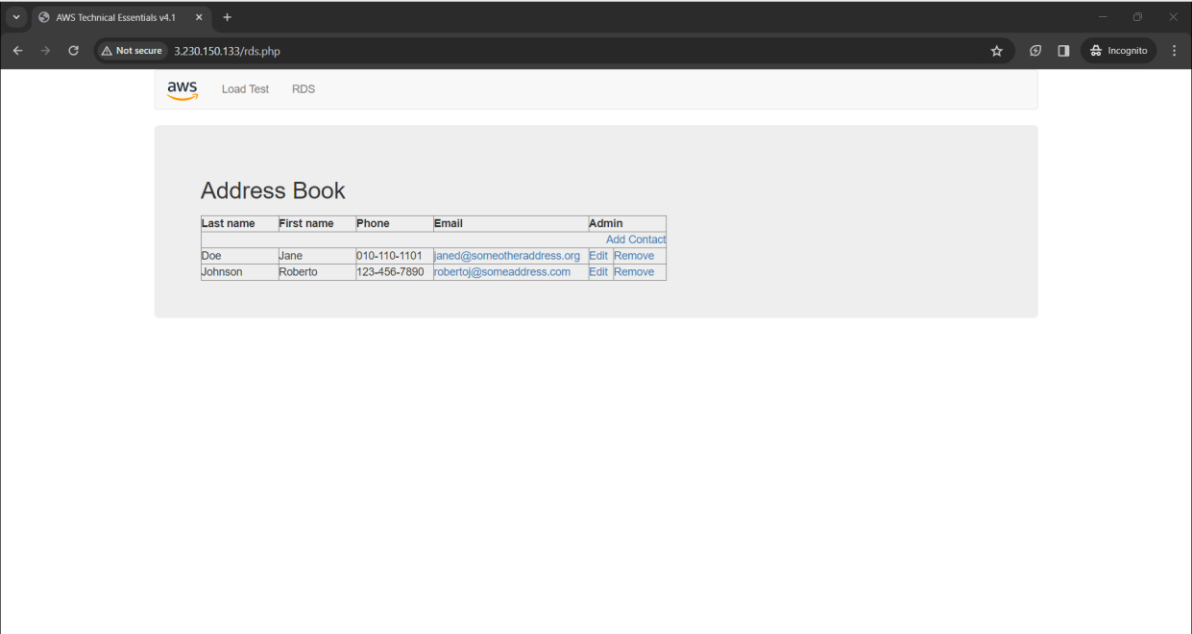 AWS Technical Essentials v4.1
Not secure 3.230.150.133/rds.php Incognito
aws Load Test RDS
Address Book
Last name First name Phone Email Admin
Add Contact
Doe Jane 010-110-1101 janed@someotheraddress.org Edit Remove
Johnson Roberto 123-456-7890 robertoj@someaddress.com Edit Remove